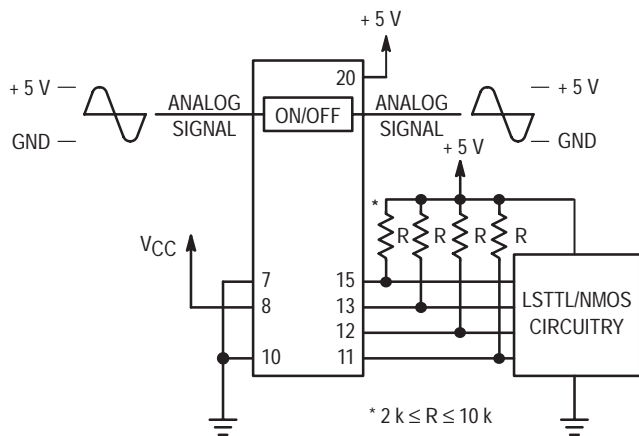 + 5 V
20
+ 5 V
GND
ANALOG
SIGNAL
ON/OFF
ANALOG
SIGNAL
+ 5 V
GND
+ 5 V
*
R
R
R
R
VCC
7
8
10
15
13
12
11
LSTTL/NMOS
CIRCUITRY
* 2 k ≤ R ≤ 10 k